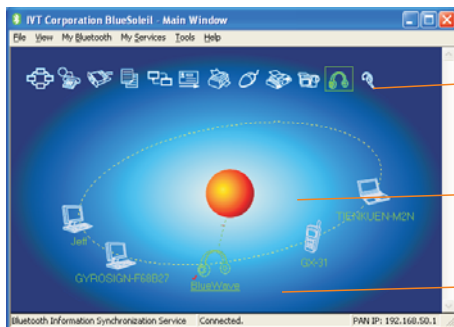 IVT Corporation BlueSoleil - Main Window
File View My Bluetooth My Services Tools Help
TIENKUEN-M2N
Jeff
GX-31
GYROSIGN-F68B27
BlueWave
Bluetooth Information Synchronization Service Connected. PAN IP: 192.168.50.1